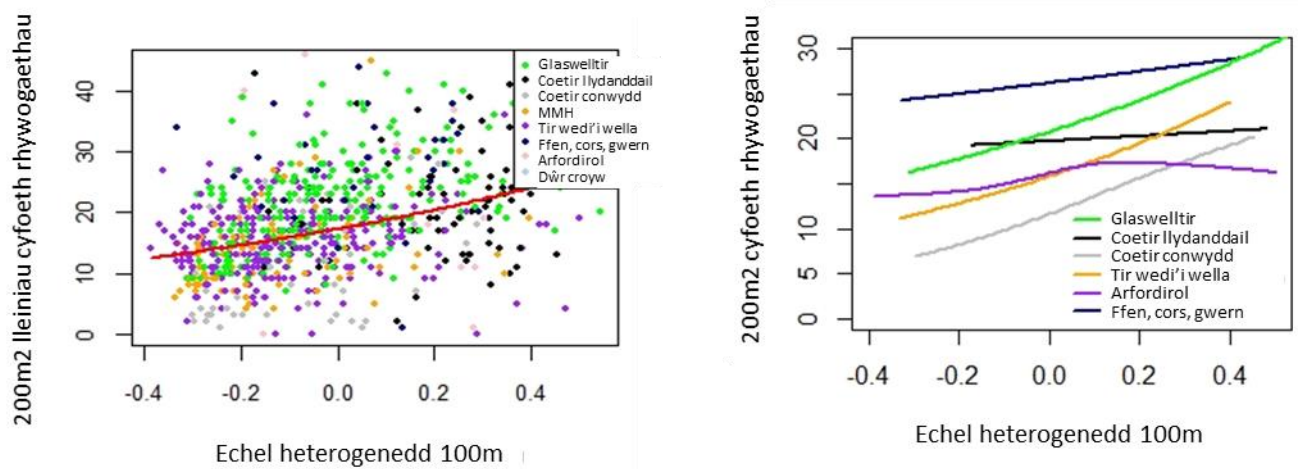 200m2 lleiniau cyfoeth rhywogaethau
40
30
20
10
0
-0.4 -0.2 0.0 0.2 0.4
Echel heterogenedd 100m
Glaswelltir
Coetir llydanddail
Coetir conwydd
MMH
Tir wedi'i wella
Ffen, cors, gwern
Arfordirol
Dŵr croyw
200m2 cyfoeth rhywogaethau
30
20
10
5
0
-0.4 -0.2 0.0 0.2 0.4
Echel heterogenedd 100m
Glaswelltir
Coetir llydanddail
Coetir conwydd
Tir wedi'i wella
Arfordirol
Ffen, cors, gwern